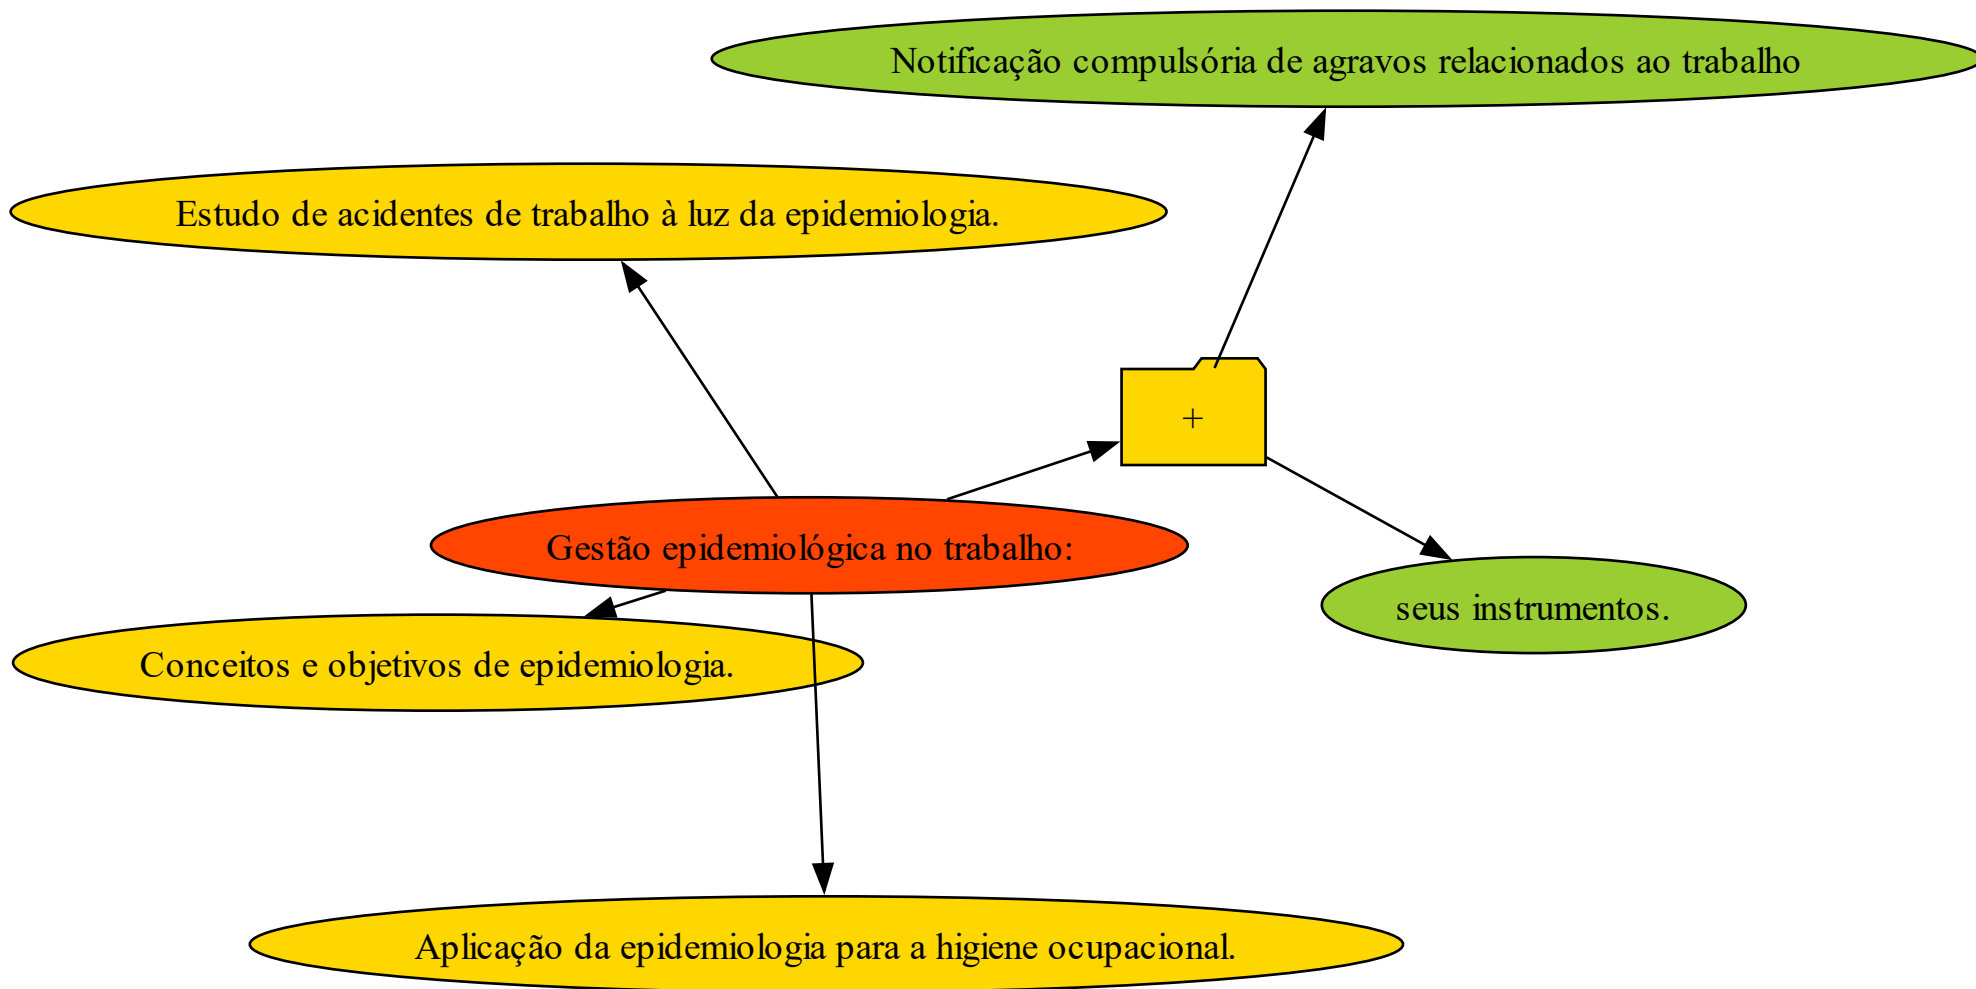 Notificação compulsória de agravos relacionados ao trabalho
Estudo de acidentes de trabalho à luz da epidemiologia.
+
Gestão epidemiológica no trabalho:
seus instrumentos.
Conceitos e objetivos de epidemiologia.
Aplicação da epidemiologia para a higiene ocupacional.